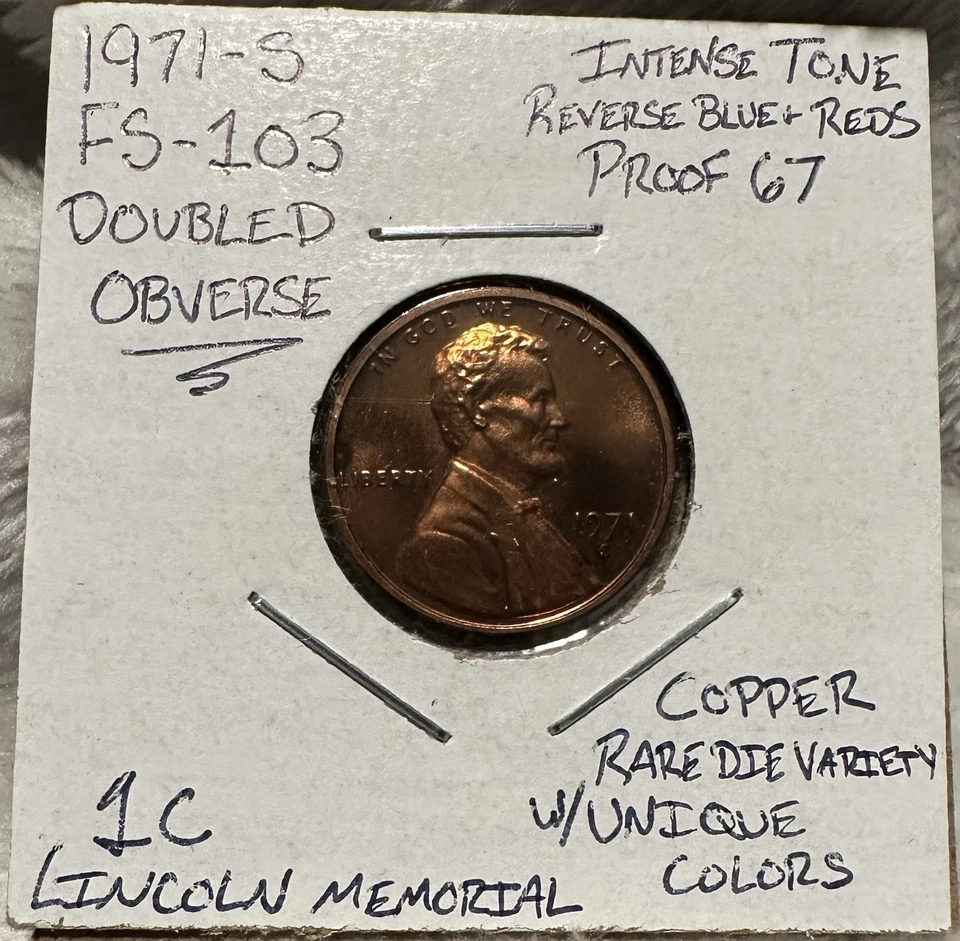 1971-S
FS-103
DOUBLED
OBVERSE
INTENSE TONE
REVERSE BLUE + REDS
PROOF 67
IN GOD WE TRUST
LIBERTY
1971
S
COPPER
RARE DIE VARIETY
W/UNIQUE
COLORS
1C
LINCOLN MEMORIAL